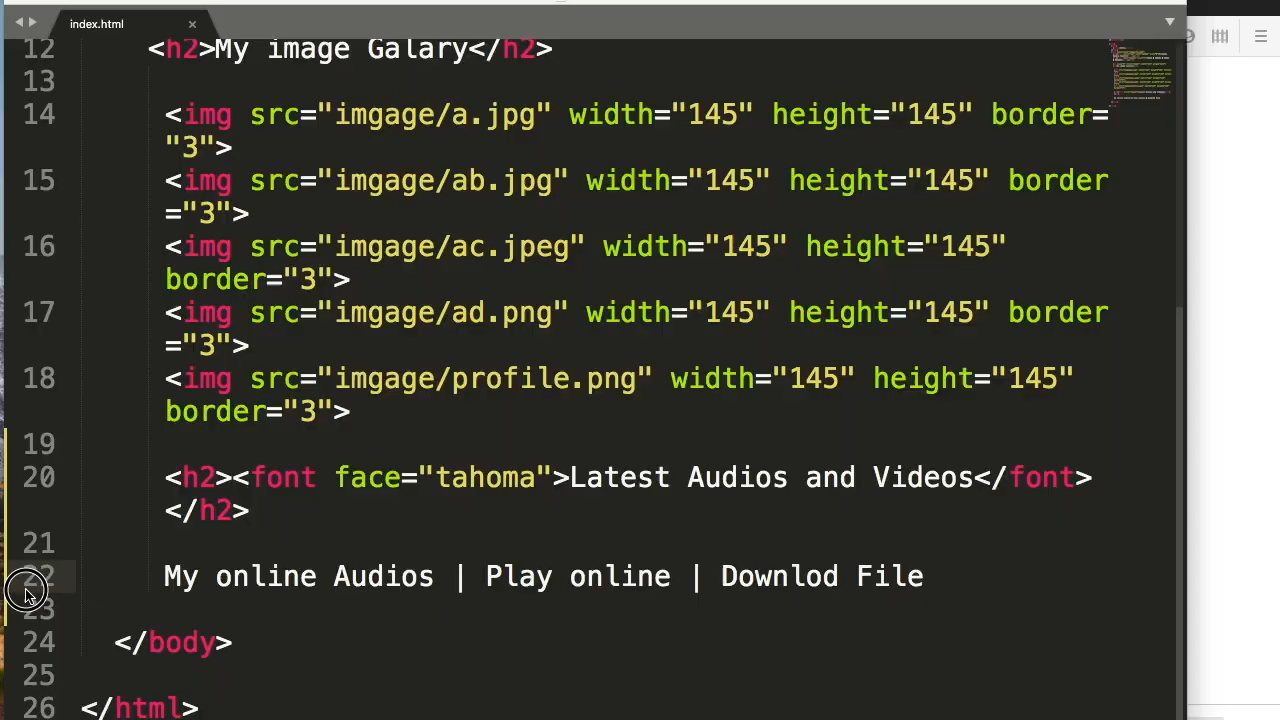 index.html
12 <h2>My image Galary</h2>
13
14 <img src="imgage/a.jpg" width="145" height="145" border=
"3">
15 <img src="imgage/ab.jpg" width="145" height="145" border
="3">
16 <img src="imgage/ac.jpeg" width="145" height="145"
border="3">
17 <img src="imgage/ad.png" width="145" height="145" border
="3">
18 <img src="imgage/profile.png" width="145" height="145"
border="3">
19
20 <h2><font face="tahoma">Latest Audios and Videos</font>
</h2>
21
22 My online Audios | Play online | Downlod File
23
24 </body>
25
26 </html>